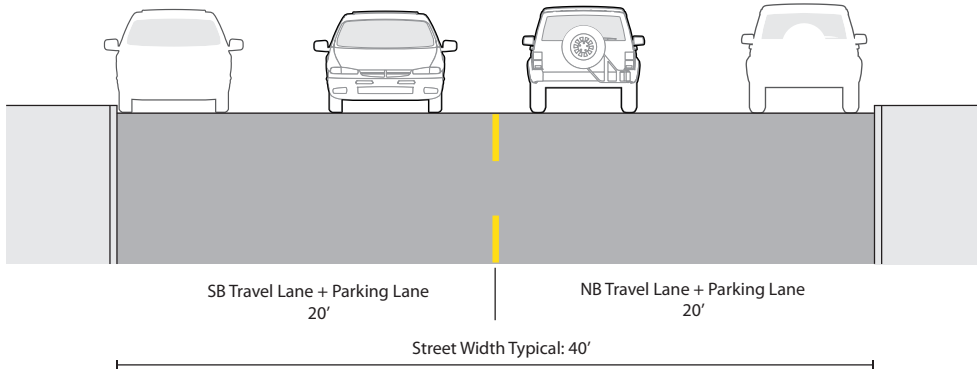 SB Travel Lane + Parking Lane
20’
NB Travel Lane + Parking Lane
20’
Street Width Typical: 40’